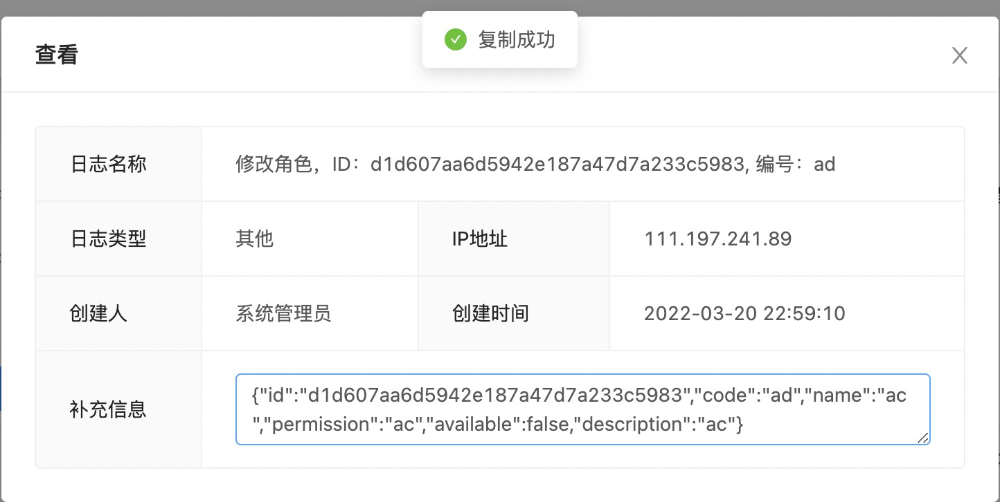 复制成功
查看
日志名称 修改角色，ID：d1d607aa6d5942e187a47d7a233c5983, 编号：ad
日志类型 其他 IP地址 111.197.241.89
创建人 系统管理员 创建时间 2022-03-20 22:59:10
补充信息 {"id":"d1d607aa6d5942e187a47d7a233c5983","code":"ad","name":"ac
","permission":"ac","available":false,"description":"ac"}